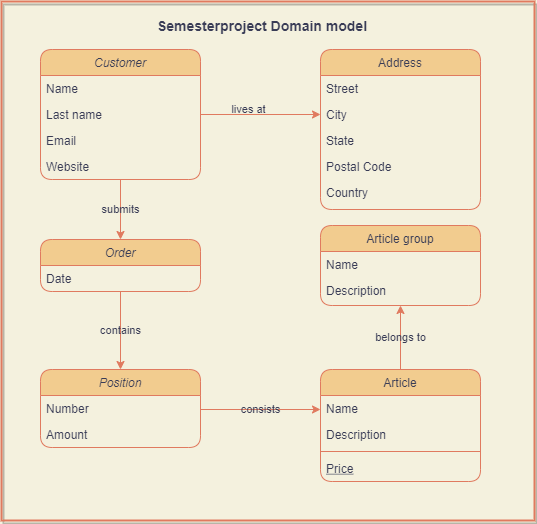 Semesterproject Domain model
Customer
Name
Last name
Email
Website
lives at
Address
Street
City
State
Postal Code
Country
submits
Order
Date
Article group
Name
Description
contains
belongs to
Position
Number
Amount
consists
Article
Name
Description
Price